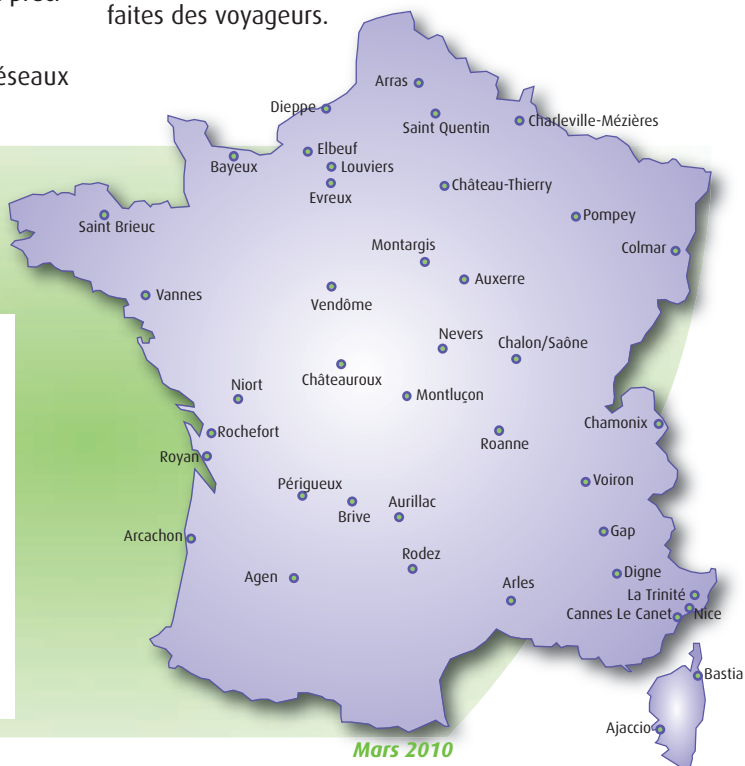 faites des voyageurs.
éseaux
Arras
Dieppe
Saint Quentin
Charleville-Mézières
Elbeuf
Bayeux
Louviers
Château-Thierry
Evreux
Saint Brieuc
Pompey
Montargis
Colmar
Auxerre
Vannes
Vendôme
Nevers
Chalon/Saône
Châteauroux
Niort
Montluçon
Chamonix
Rochefort
Roanne
Royan
Voiron
Périgueux
Brive
Aurillac
Arcachon
Gap
Rodez
Agen
Digne
Arles
La Trinité
Cannes Le Canet
Nice
Bastia
Ajaccio
Mars 2010